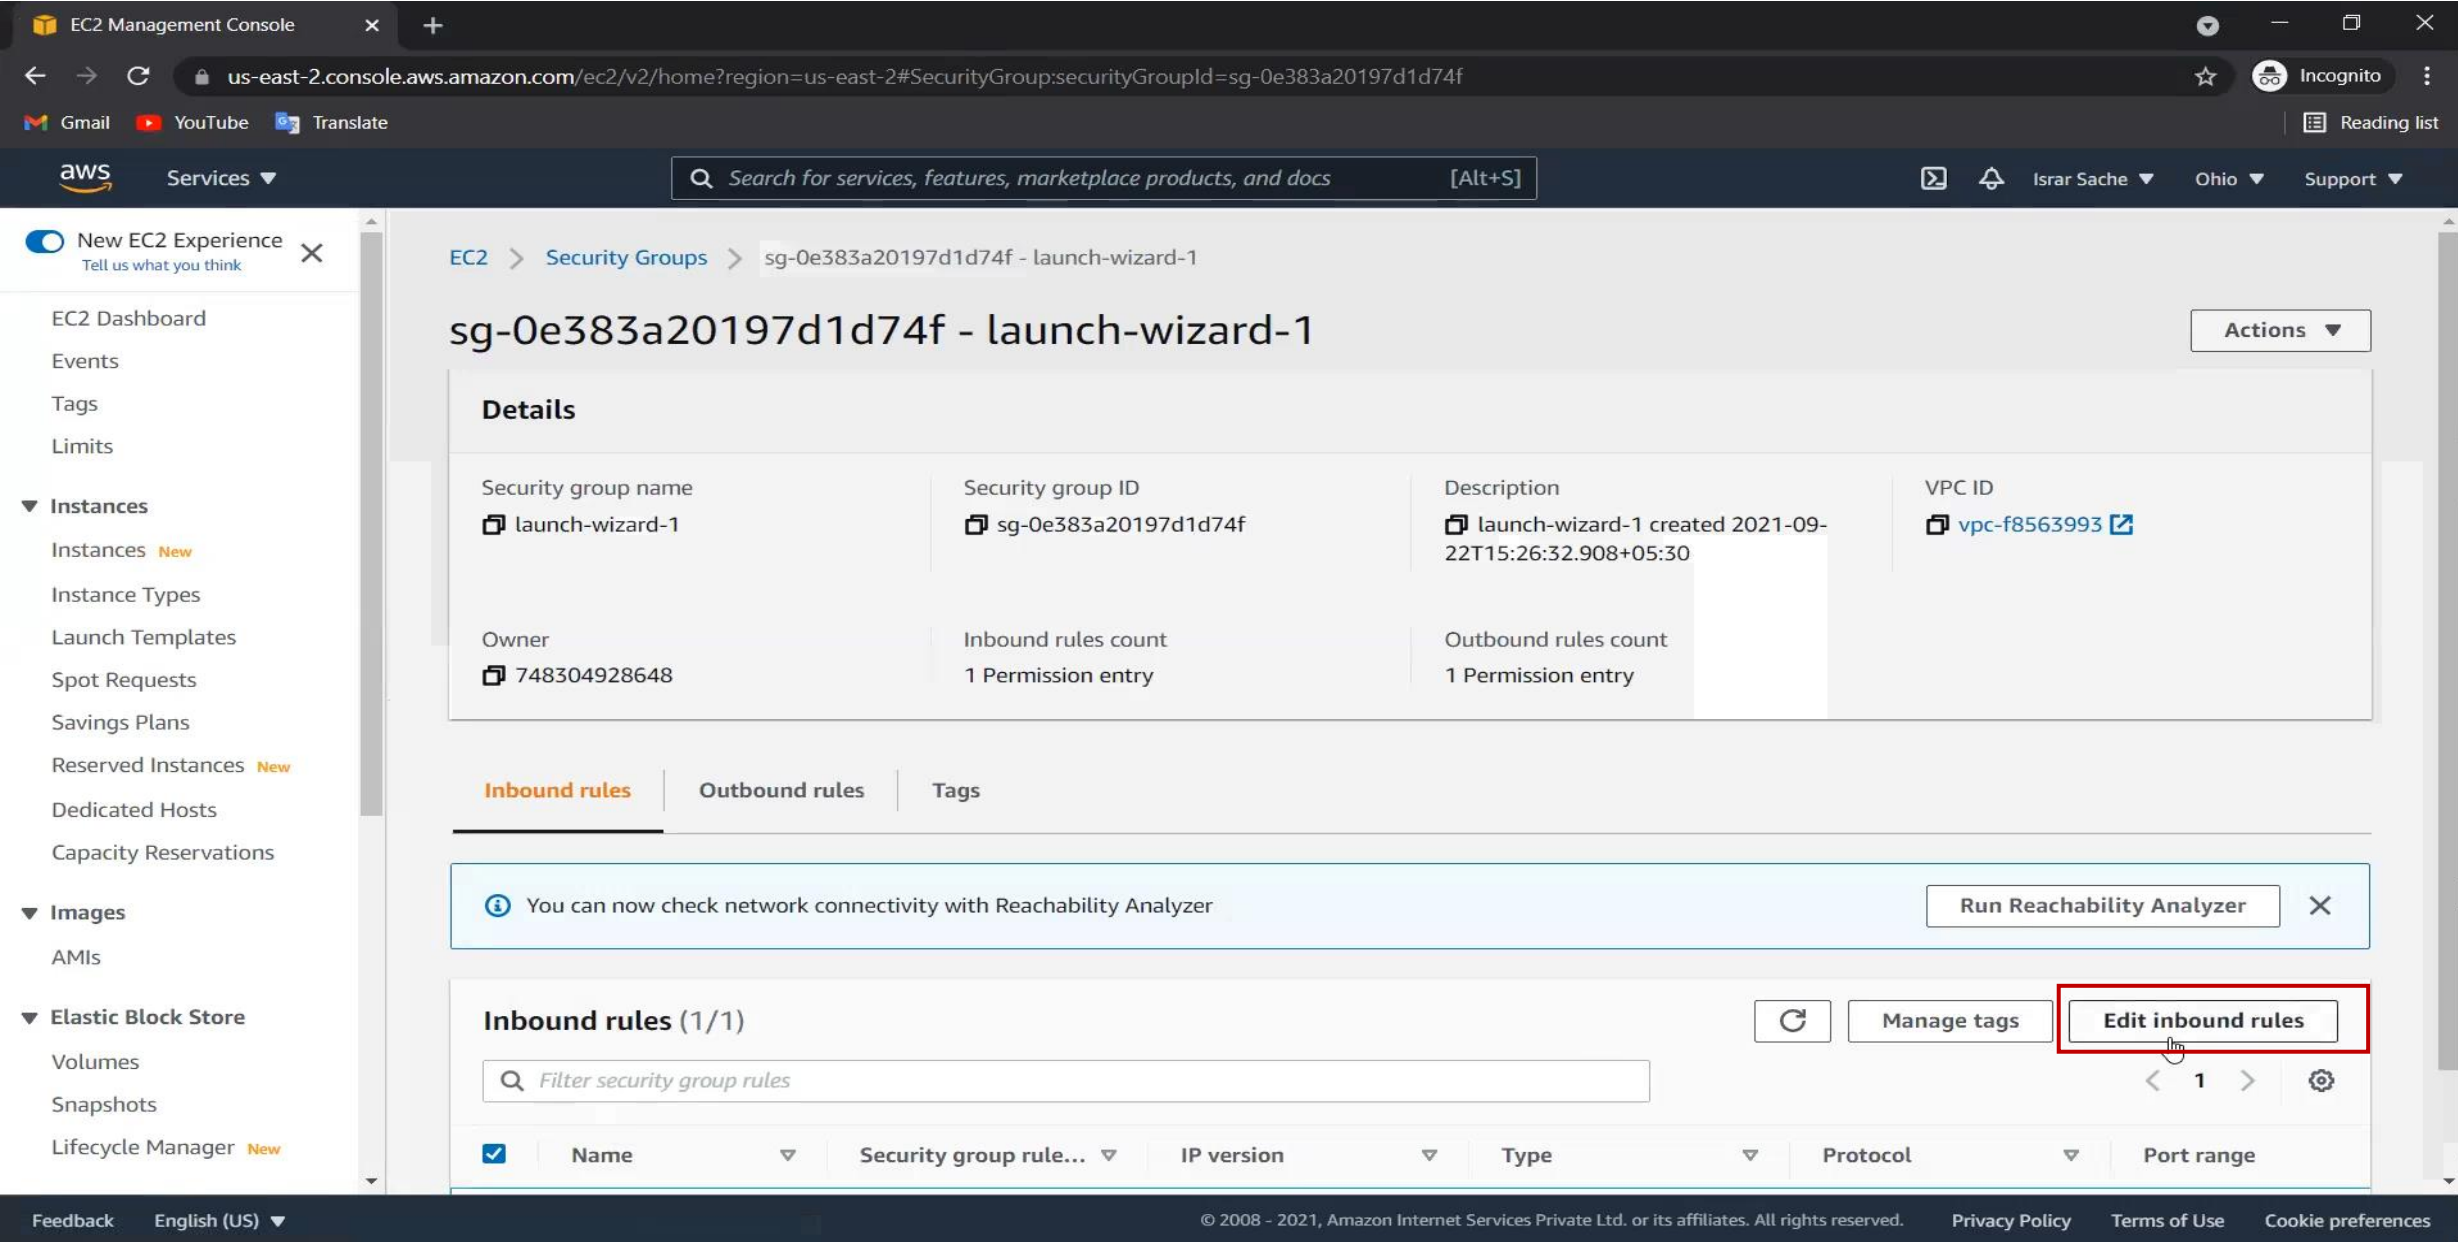 EC2 Management Console
us-east-2.console.aws.amazon.com/ec2/v2/home?region=us-east-2#SecurityGroup:securityGroupId=sg-0e383a20197d1d74f
Incognito
Gmail YouTube Translate
Reading list
aws Services
Search for services, features, marketplace products, and docs [Alt+S]
Israr Sache Ohio Support
New EC2 Experience
Tell us what you think
EC2 Dashboard
Events
Tags
Limits
Instances
Instances New
Instance Types
Launch Templates
Spot Requests
Savings Plans
Reserved Instances New
Dedicated Hosts
Capacity Reservations
Images
AMIs
Elastic Block Store
Volumes
Snapshots
Lifecycle Manager New
EC2 > Security Groups > sg-0e383a20197d1d74f - launch-wizard-1
sg-0e383a20197d1d74f - launch-wizard-1
Actions
Details
Security group name
launch-wizard-1
Security group ID
sg-0e383a20197d1d74f
Description
launch-wizard-1 created 2021-09-
22T15:26:32.908+05:30
VPC ID
vpc-f8563993
Owner
748304928648
Inbound rules count
1 Permission entry
Outbound rules count
1 Permission entry
Inbound rules Outbound rules Tags
You can now check network connectivity with Reachability Analyzer
Run Reachability Analyzer
Inbound rules (1/1)
Manage tags
Edit inbound rules
Filter security group rules
1
Name Security group rule... IP version Type Protocol Port range
Feedback English (US)
© 2008 - 2021, Amazon Internet Services Private Ltd. or its affiliates. All rights reserved. Privacy Policy Terms of Use Cookie preferences